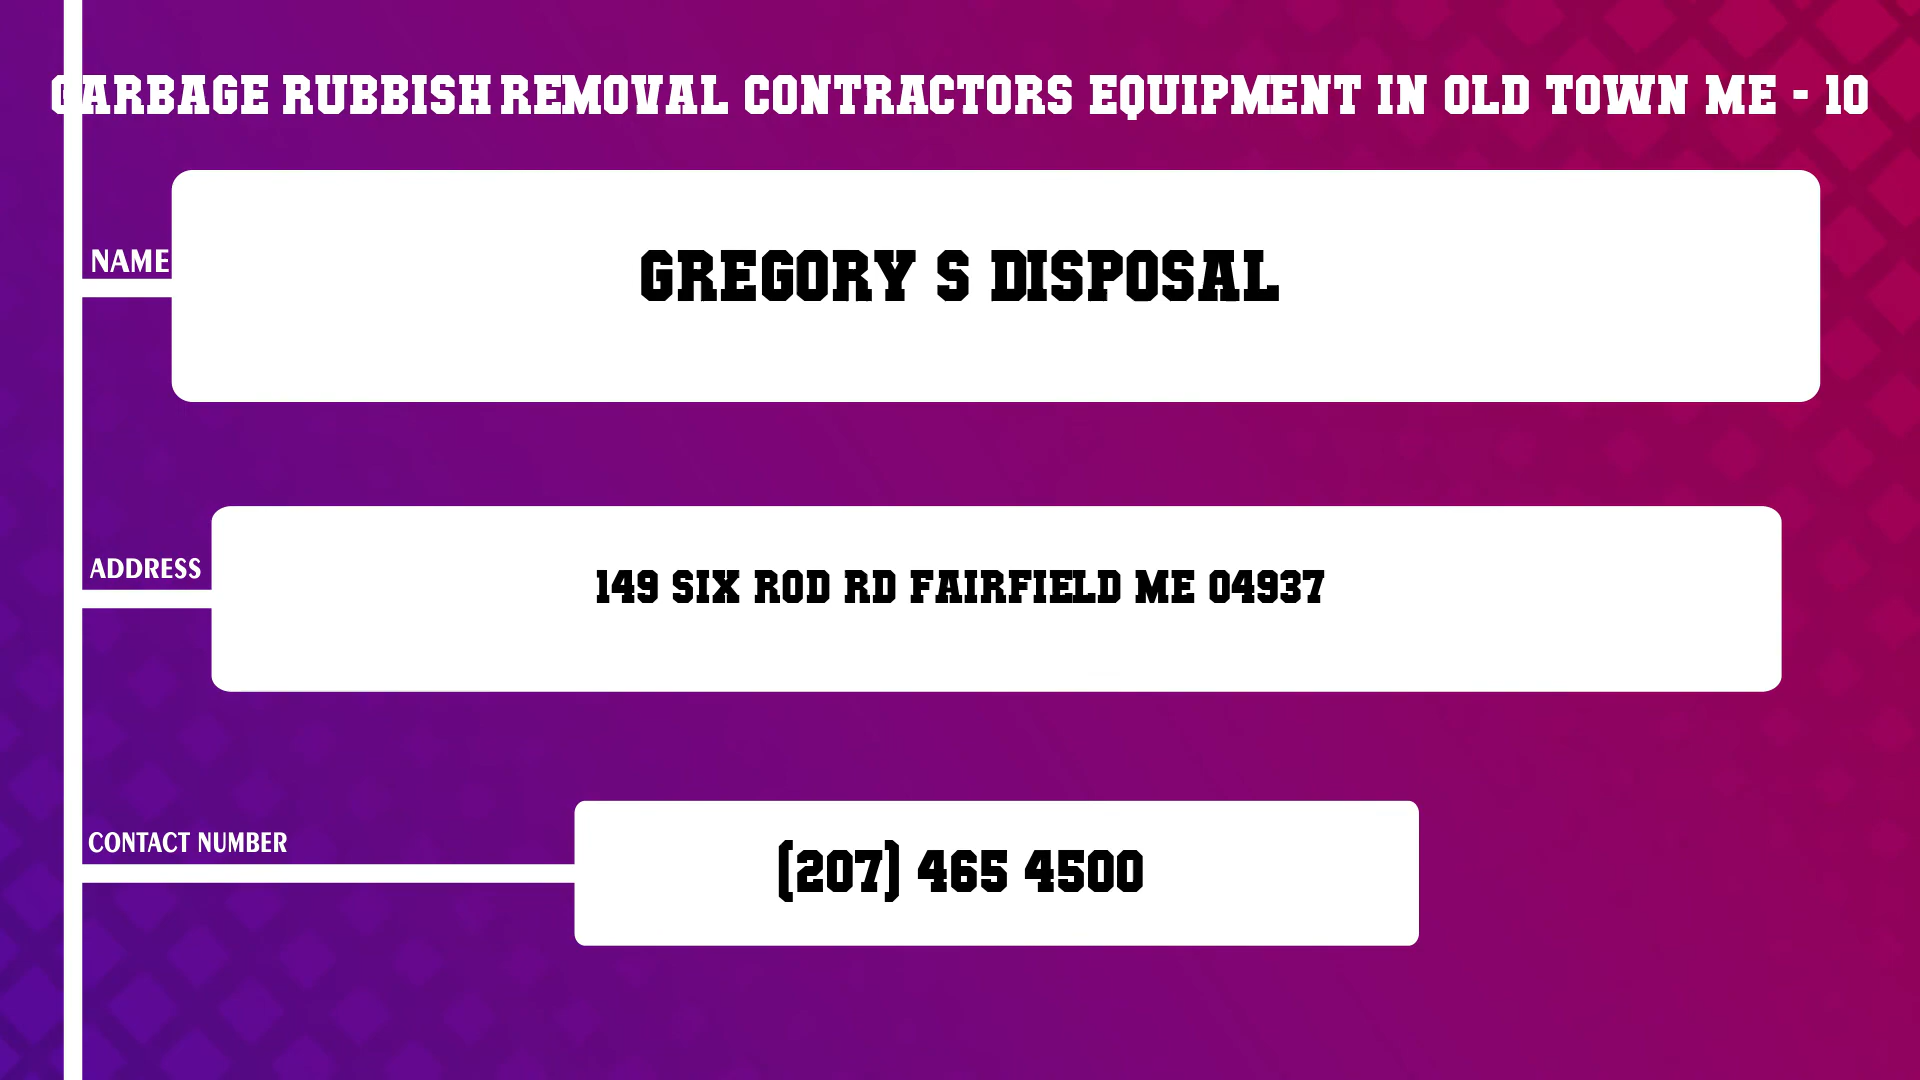 GARBAGE RUBBISH REMOVAL CONTRACTORS EQUIPMENT IN OLD TOWN ME - 10
NAME
GREGORY S DISPOSAL
ADDRESS
149 SIX ROD RD FAIRFIELD ME 04937
CONTACT NUMBER
(207) 465 4500